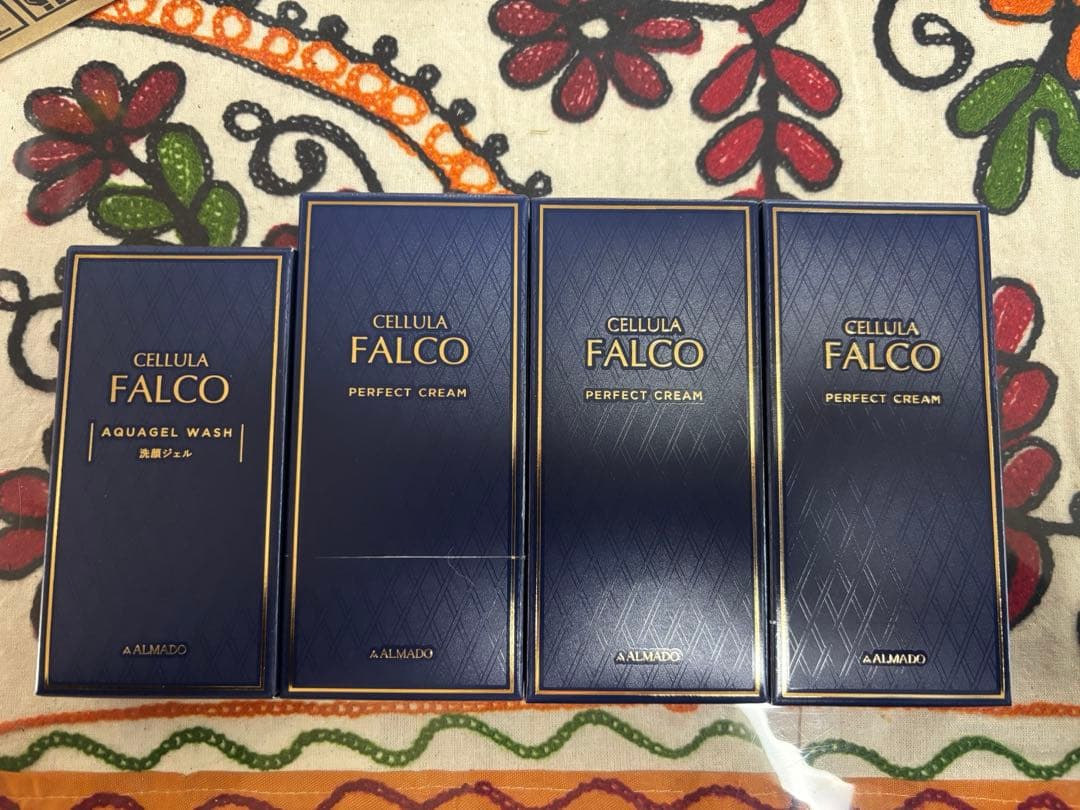 CELLULA
FALCO
AQUAGEL WASH
洗顔ジェル
ALMADO
CELLULA
FALCO
PERFECT CREAM
ALMADO
CELLULA
FALCO
PERFECT CREAM
ALMADO
CELLULA
FALCO
PERFECT CREAM
ALMADO